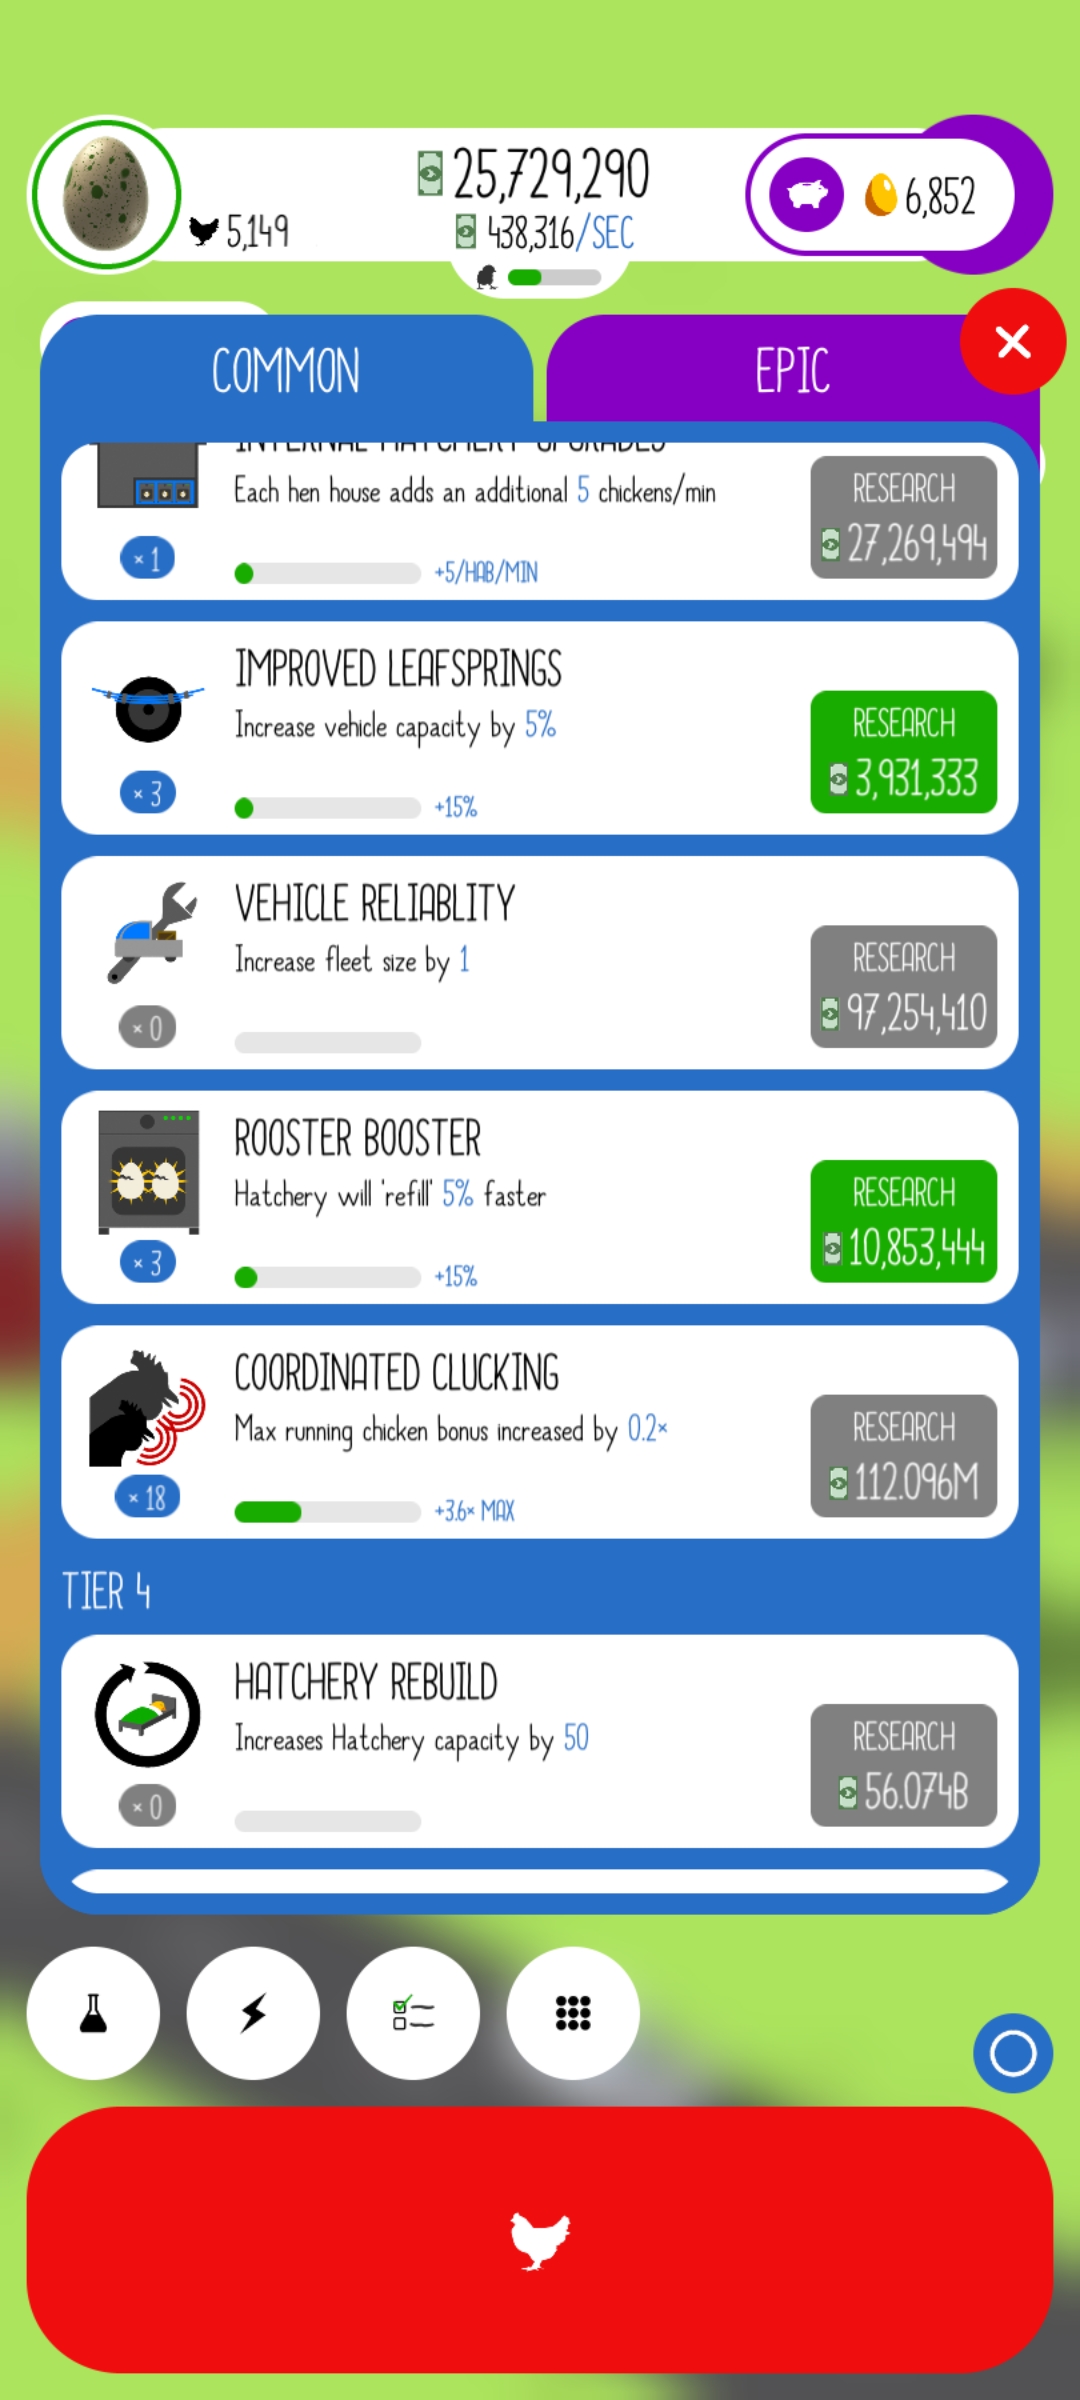 25,729,290
5,149
438,316/SEC
6,852
COMMON
EPIC
INTERNAL HATCHERY UPGRADES
Each hen house adds an additional 5 chickens/min
RESEARCH
27,269,494
× 1
+5/HAB/MIN
IMPROVED LEAFSPRINGS
Increase vehicle capacity by 5%
RESEARCH
3,931,333
× 3
+15%
VEHICLE RELIABLITY
Increase fleet size by 1
RESEARCH
97,254,410
× 0
ROOSTER BOOSTER
Hatchery will 'refill' 5% faster
RESEARCH
10,853,444
× 3
+15%
COORDINATED CLUCKING
Max running chicken bonus increased by 0.2×
RESEARCH
112.096M
× 18
+3.6× MAX
TIER 4
HATCHERY REBUILD
Increases Hatchery capacity by 50
RESEARCH
56.074B
× 0